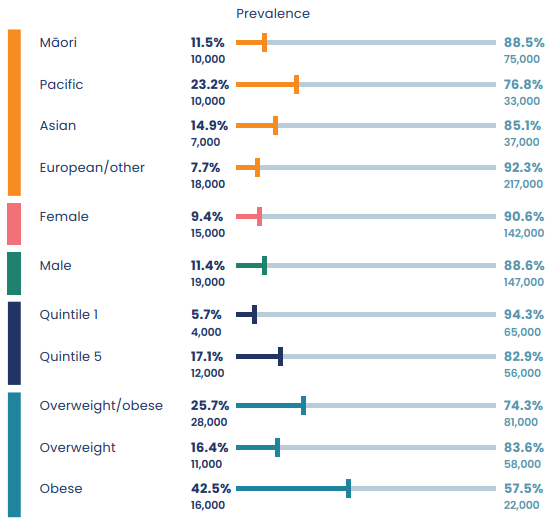 Prevalence
Māori 11.5% 88.5%
10,000 75,000
Pacific 23.2% 76.8%
10,000 33,000
Asian 14.9% 85.1%
7,000 37,000
European/other 7.7% 92.3%
18,000 217,000
Female 9.4% 90.6%
15,000 142,000
Male 11.4% 88.6%
19,000 147,000
Quintile 1 5.7% 94.3%
4,000 65,000
Quintile 5 17.1% 82.9%
12,000 56,000
Overweight/obese 25.7% 74.3%
28,000 81,000
Overweight 16.4% 83.6%
11,000 58,000
Obese 42.5% 57.5%
16,000 22,000